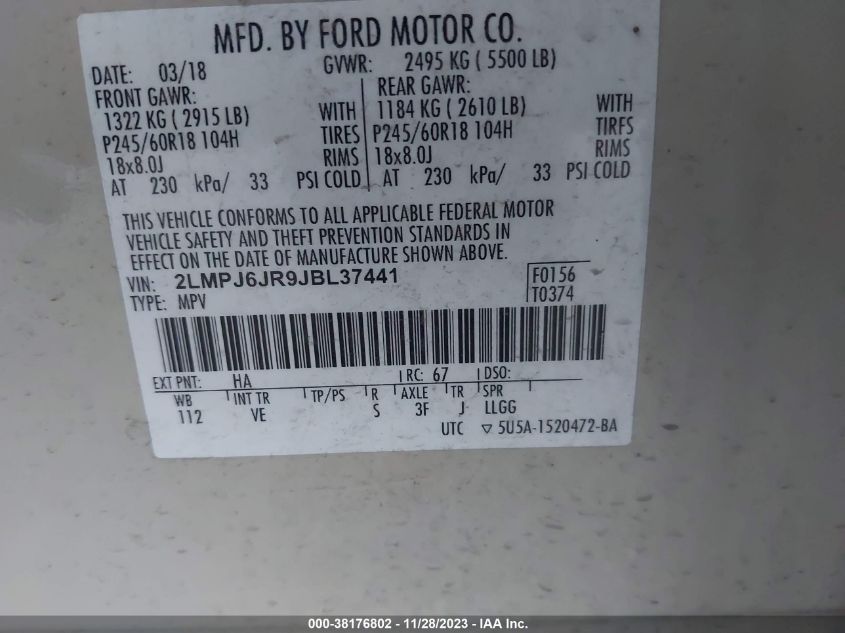 MFD. BY FORD MOTOR CO.
DATE: 03/18 GVWR: 2495 KG ( 5500 LB)
FRONT GAWR: REAR GAWR:
1322 KG ( 2915 LB) WITH 1184 KG ( 2610 LB) WITH
P245/60R18 104H TIRES P245/60R18 104H TIRES
18x8.0J RIMS 18x8.0J RIMS
AT 230 kPa/ 33 PSI COLD AT 230 kPa/ 33 PSI COLD
THIS VEHICLE CONFORMS TO ALL APPLICABLE FEDERAL MOTOR
VEHICLE SAFETY AND THEFT PREVENTION STANDARDS IN
EFFECT ON THE DATE OF MANUFACTURE SHOWN ABOVE.
VIN: 2LMPJ6JR9JBL37441 F0156
TYPE: MPV T0374
EXT PNT: HA RC: 67 DSO:
WB INT TR TP/PS R AXLE TR SPR
112 VE S 3F J LLGG
UTC ▽ 5U5A-1520472-BA
000-38176802 - 11/28/2023 - IAA Inc.